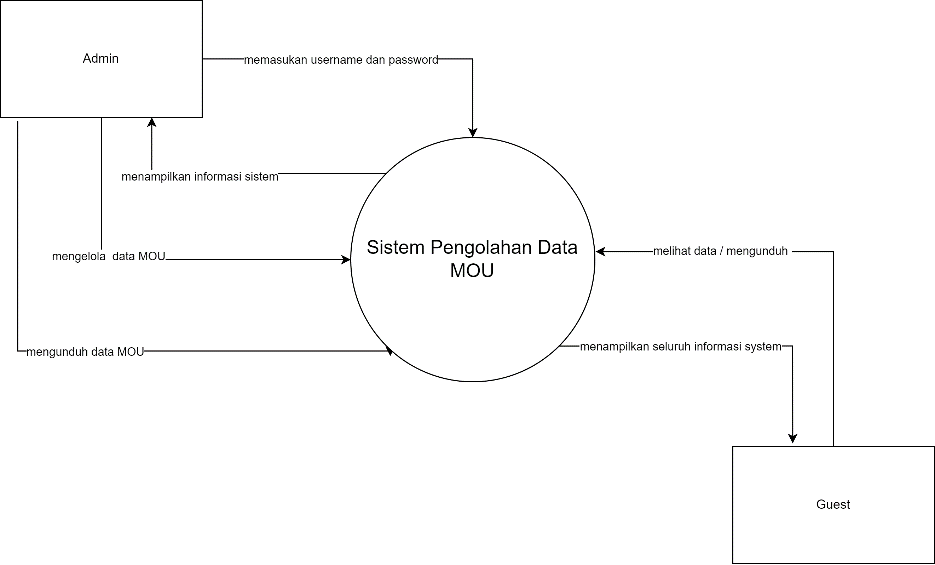 Admin
memasukan username dan password
menampilkan informasi sistem
Sistem Pengolahan Data
MOU
mengelola data MOU
melihat data / mengunduh
mengunduh data MOU
menampilkan seluruh informasi system
Guest